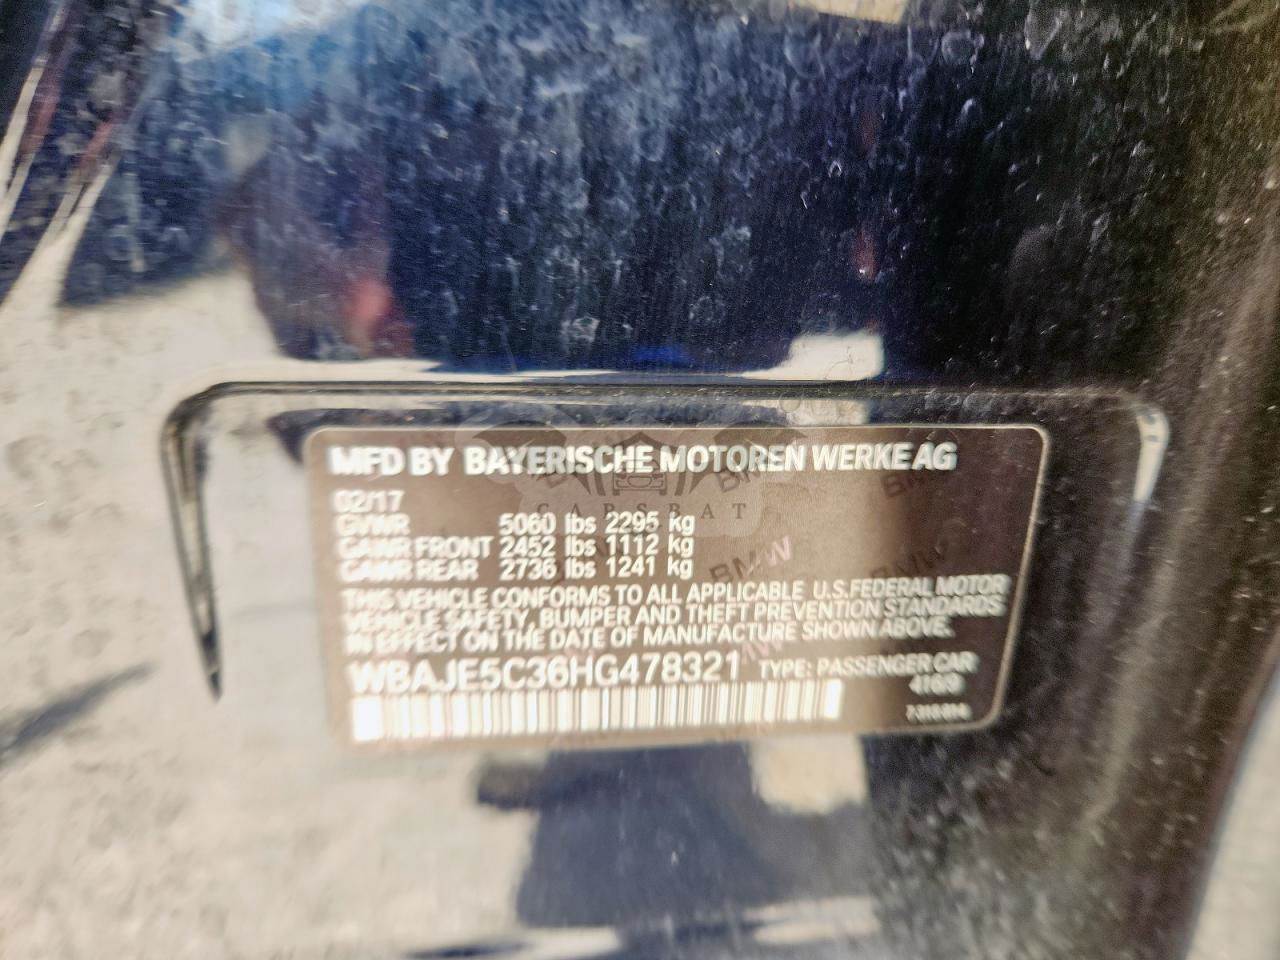 MFD BY BAYERISCHE MOTOREN WERKE AG
CARSBAT
02/17
GVWR 5060 lbs 2295 kg
GAWR FRONT 2452 lbs 1112 kg
GAWR REAR 2736 lbs 1241 kg
THIS VEHICLE CONFORMS TO ALL APPLICABLE U.S. FEDERAL MOTOR
VEHICLE SAFETY, BUMPER AND THEFT PREVENTION STANDARDS
IN EFFECT ON THE DATE OF MANUFACTURE SHOWN ABOVE.
WBAJE5C36HG478321 TYPE: PASSENGER CAR